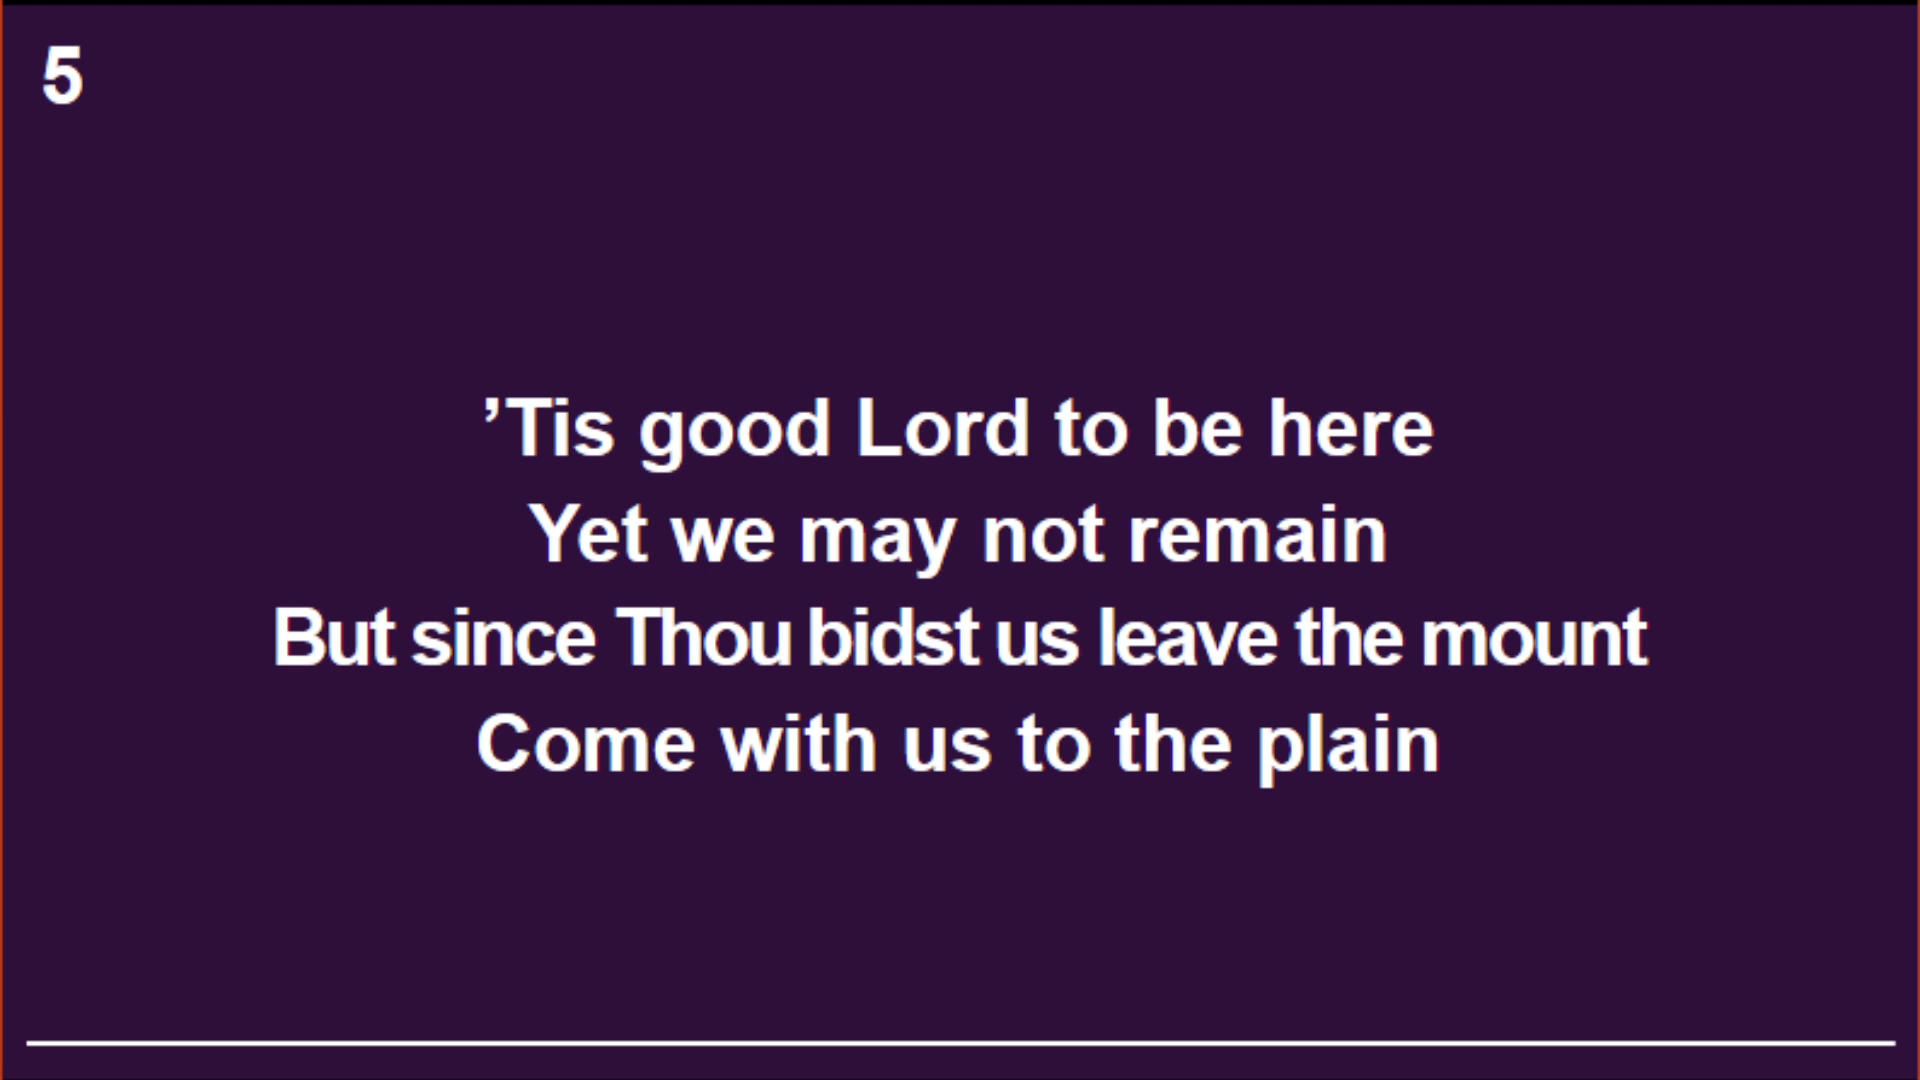 5
’Tis good Lord to be here
Yet we may not remain
But since Thou bidst us leave the mount
Come with us to the plain